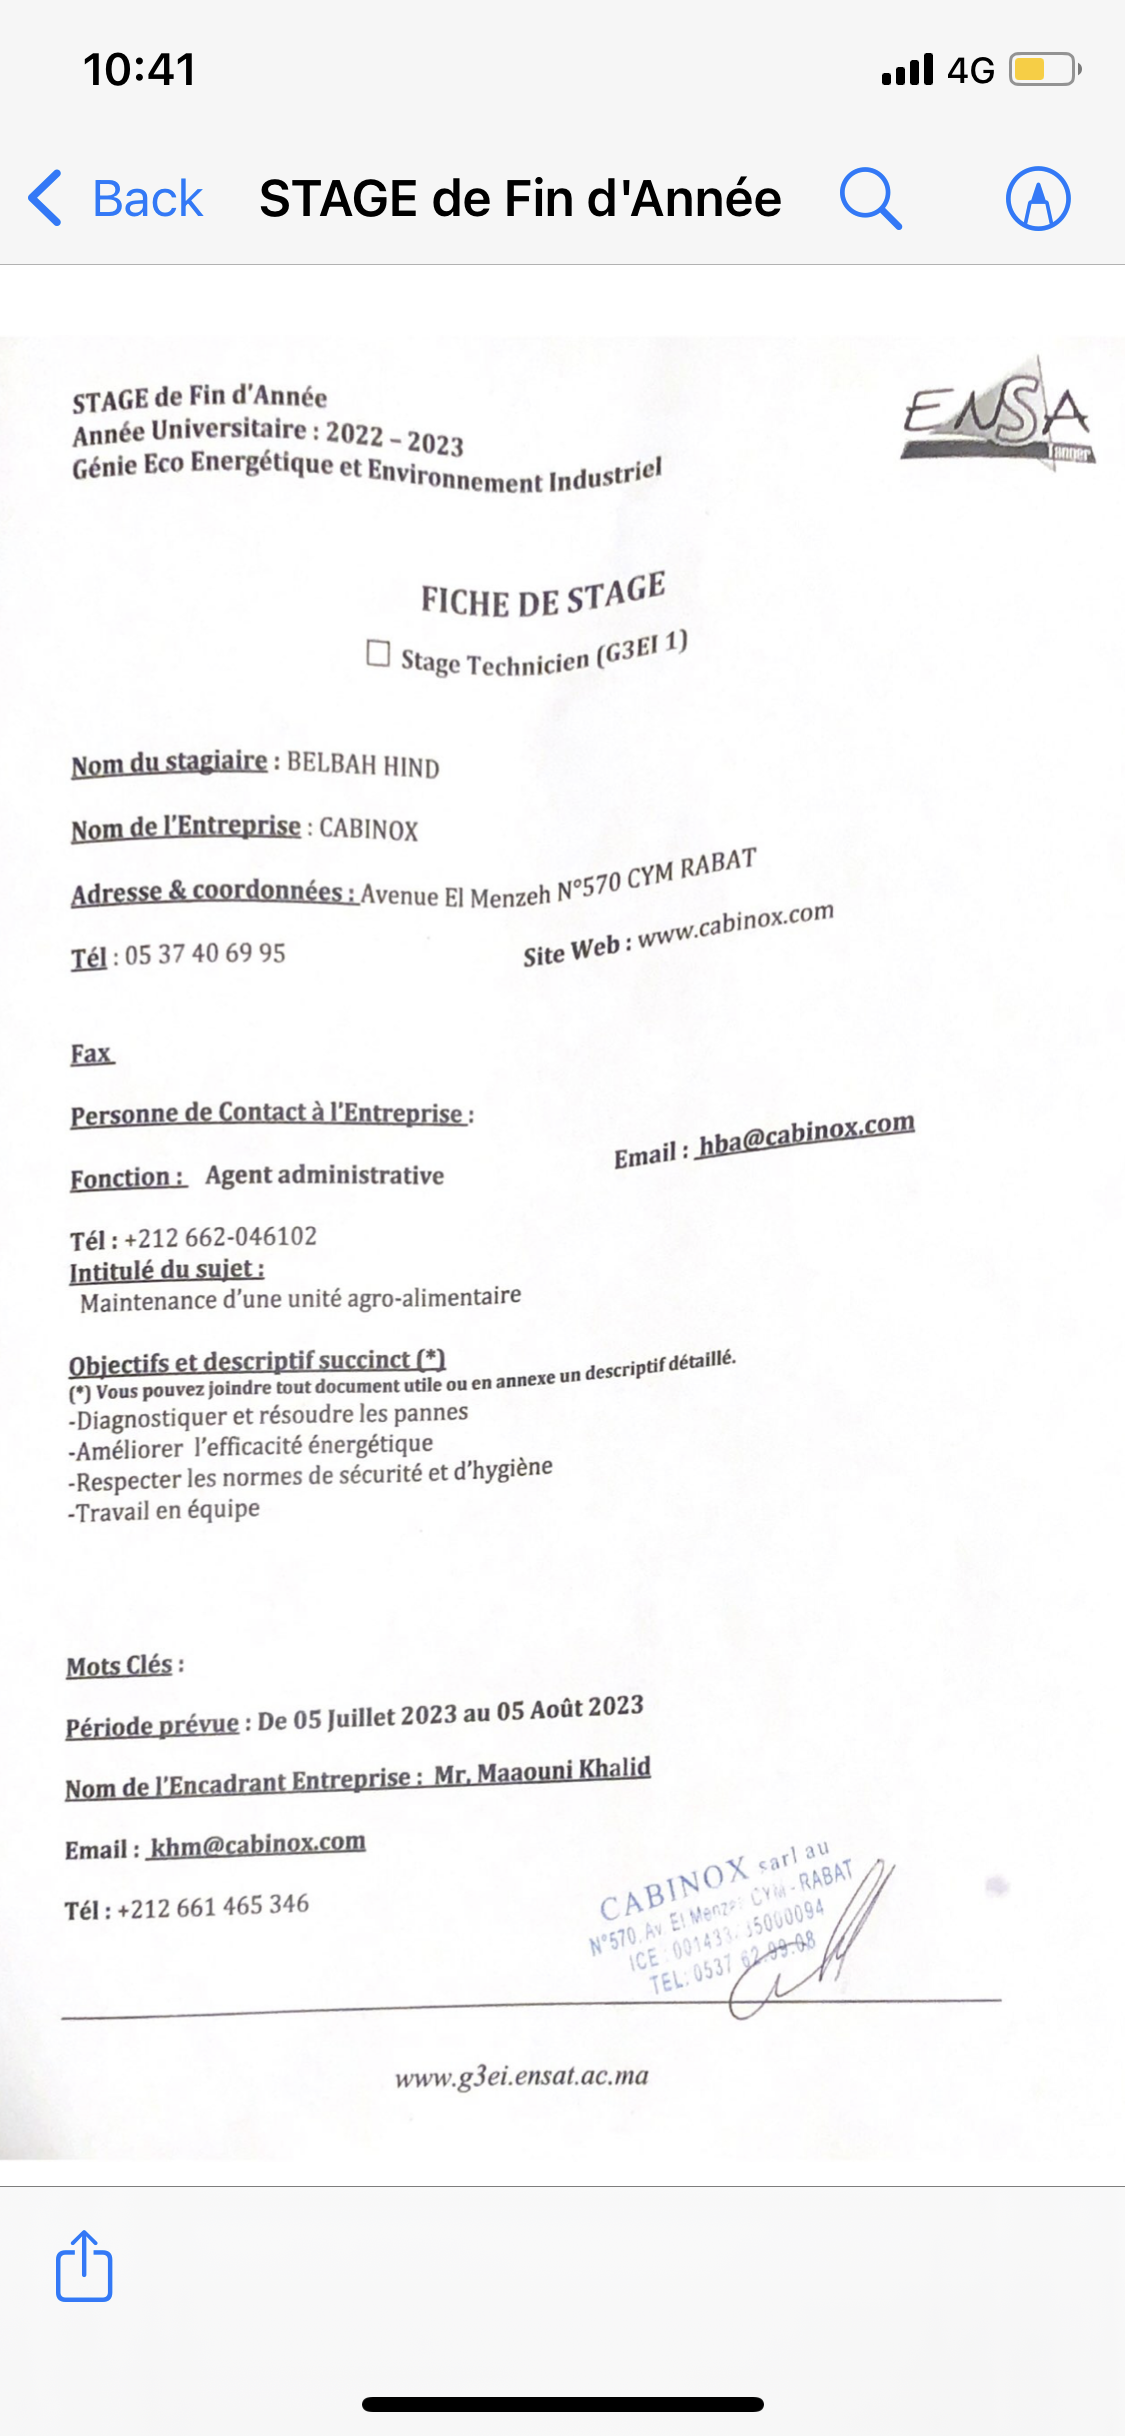 10:41
4G
Back
STAGE de Fin d'Année
STAGE de Fin d'Année
Année Universitaire : 2022 – 2023
Génie Eco Energétique et Environnement Industriel
ENSA
Tanger
FICHE DE STAGE
☐ Stage Technicien (G3EI 1)
Nom du stagiaire : BELBAH HIND
Nom de l'Entreprise : CABINOX
Adresse & coordonnées : Avenue El Menzeh N°570 CYM RABAT
Tél : 05 37 40 69 95
Site Web : www.cabinox.com
Fax
Personne de Contact à l'Entreprise :
Email : hba@cabinox.com
Fonction : Agent administrative
Tél : +212 662-046102
Intitulé du sujet :
Maintenance d'une unité agro-alimentaire
Objectifs et descriptif succinct (*)
(*) Vous pouvez joindre tout document utile ou en annexe un descriptif détaillé.
-Diagnostiquer et résoudre les pannes
-Améliorer l'efficacité énergétique
-Respecter les normes de sécurité et d'hygiène
-Travail en équipe
Mots Clés :
Période prévue : De 05 Juillet 2023 au 05 Août 2023
Nom de l'Encadrant Entreprise : Mr. Maaouni Khalid
Email : khm@cabinox.com
Tél : +212 661 465 346
CABINOX sarl au
N°570, Av. El Menzeh CYM - RABAT
ICE :
TEL: 0537 62.99.08
www.g3ei.ensat.ac.ma